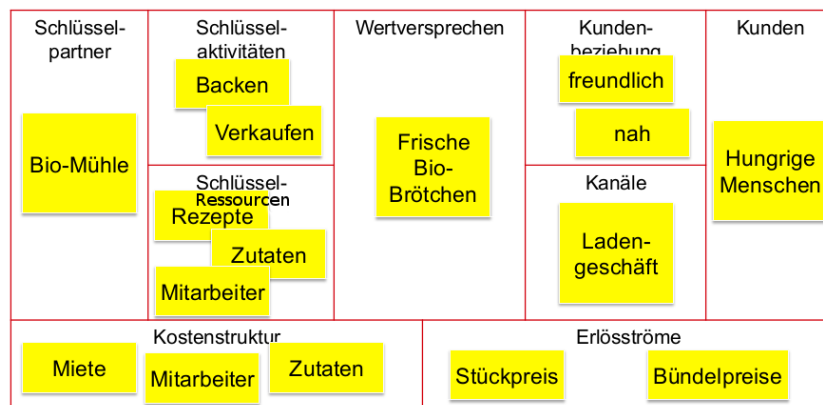 Schlüssel-
partner
Bio-Mühle
Schlüssel-
aktivitäten
Backen
Verkaufen
Schlüssel-
Ressourcen
Rezepte
Zutaten
Mitarbeiter
Wertversprechen
Frische
Bio-
Brötchen
Kunden-
beziehung
freundlich
nah
Kanäle
Laden-
geschäft
Kunden
Hungrige
Menschen
Kostenstruktur
Miete
Mitarbeiter
Zutaten
Erlösströme
Stückpreis
Bündelpreise